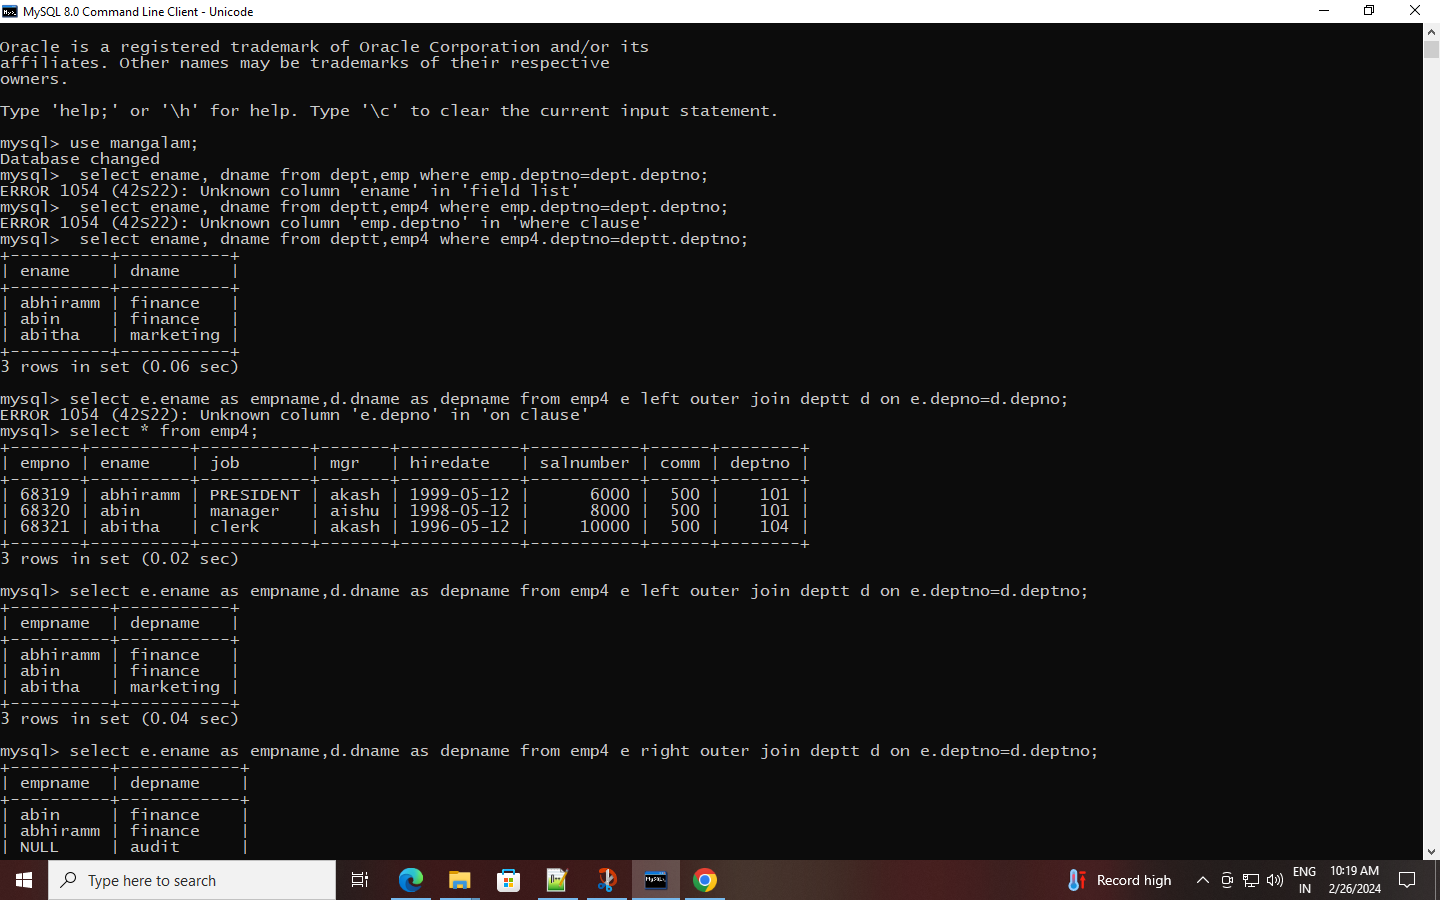 MySQL 8.0 Command Line Client - Unicode
Oracle is a registered trademark of Oracle Corporation and/or its
affiliates. Other names may be trademarks of their respective
owners.
Type 'help;' or '\h' for help. Type '\c' to clear the current input statement.
mysql> use mangalam;
Database changed
mysql>  select ename, dname from dept,emp where emp.deptno=dept.deptno;
ERROR 1054 (42S22): Unknown column 'ename' in 'field list'
mysql>  select ename, dname from deptt,emp4 where emp.deptno=dept.deptno;
ERROR 1054 (42S22): Unknown column 'emp.deptno' in 'where clause'
mysql>  select ename, dname from deptt,emp4 where emp4.deptno=deptt.deptno;
+----------+-----------+
| ename    | dname     |
+----------+-----------+
| abhiramm | finance   |
| abin     | finance   |
| abitha   | marketing |
+----------+-----------+
3 rows in set (0.06 sec)
mysql> select e.ename as empname,d.dname as depname from emp4 e left outer join deptt d on e.depno=d.depno;
ERROR 1054 (42S22): Unknown column 'e.depno' in 'on clause'
mysql> select * from emp4;
+-------+----------+-----------+-------+------------+-----------+------+--------+
| empno | ename    | job       | mgr   | hiredate   | salnumber | comm | deptno |
+-------+----------+-----------+-------+------------+-----------+------+--------+
| 68319 | abhiramm | PRESIDENT | akash | 1999-05-12 |      6000 |  500 |    101 |
| 68320 | abin     | manager   | aishu | 1998-05-12 |      8000 |  500 |    101 |
| 68321 | abitha   | clerk     | akash | 1996-05-12 |     10000 |  500 |    104 |
+-------+----------+-----------+-------+------------+-----------+------+--------+
3 rows in set (0.02 sec)
mysql> select e.ename as empname,d.dname as depname from emp4 e left outer join deptt d on e.deptno=d.deptno;
+----------+-----------+
| empname  | depname   |
+----------+-----------+
| abhiramm | finance   |
| abin     | finance   |
| abitha   | marketing |
+----------+-----------+
3 rows in set (0.04 sec)
mysql> select e.ename as empname,d.dname as depname from emp4 e right outer join deptt d on e.deptno=d.deptno;
+----------+------------+
| empname  | depname    |
+----------+------------+
| abin     | finance    |
| abhiramm | finance    |
| NULL     | audit      |
Type here to search
Record high
ENG
IN
10:19 AM
2/26/2024